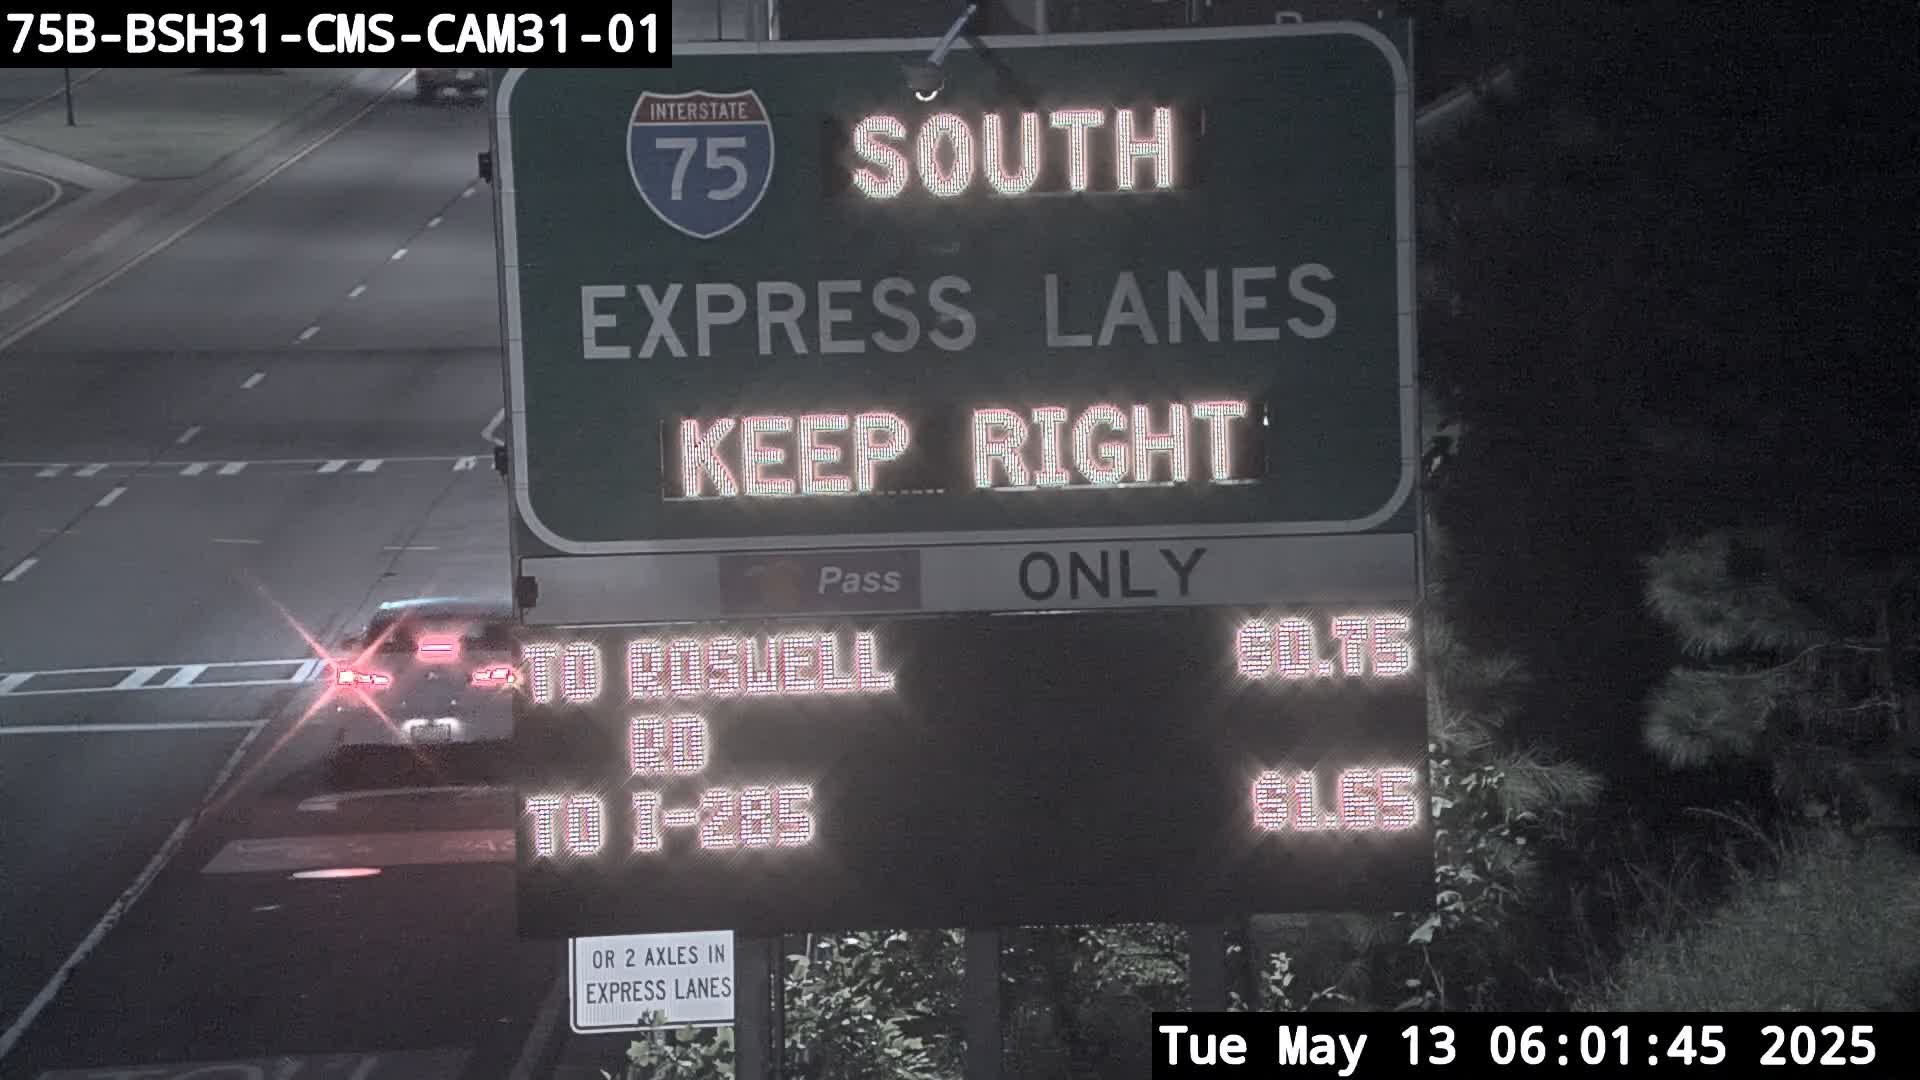 75B-BSH31-CMS-CAM31-01
INTERSTATE
75
SOUTH
EXPRESS LANES
KEEP RIGHT
Pass ONLY
TO ROSWELL $0.75
RD
TO I-285 $1.65
OR 2 AXLES IN
EXPRESS LANES
Tue May 13 06:01:45 2025